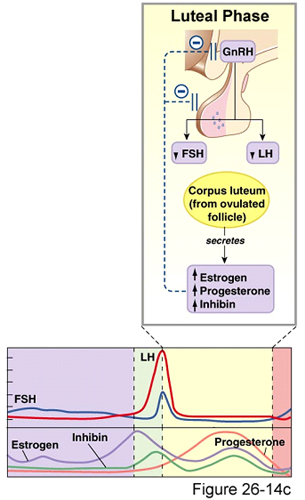 Luteal Phase
−
GnRH
−
FSH
LH
Corpus luteum
(from ovulated
follicle)
secretes
Estrogen
Progesterone
Inhibin
LH
FSH
Estrogen
Inhibin
Progesterone
Figure 26-14c